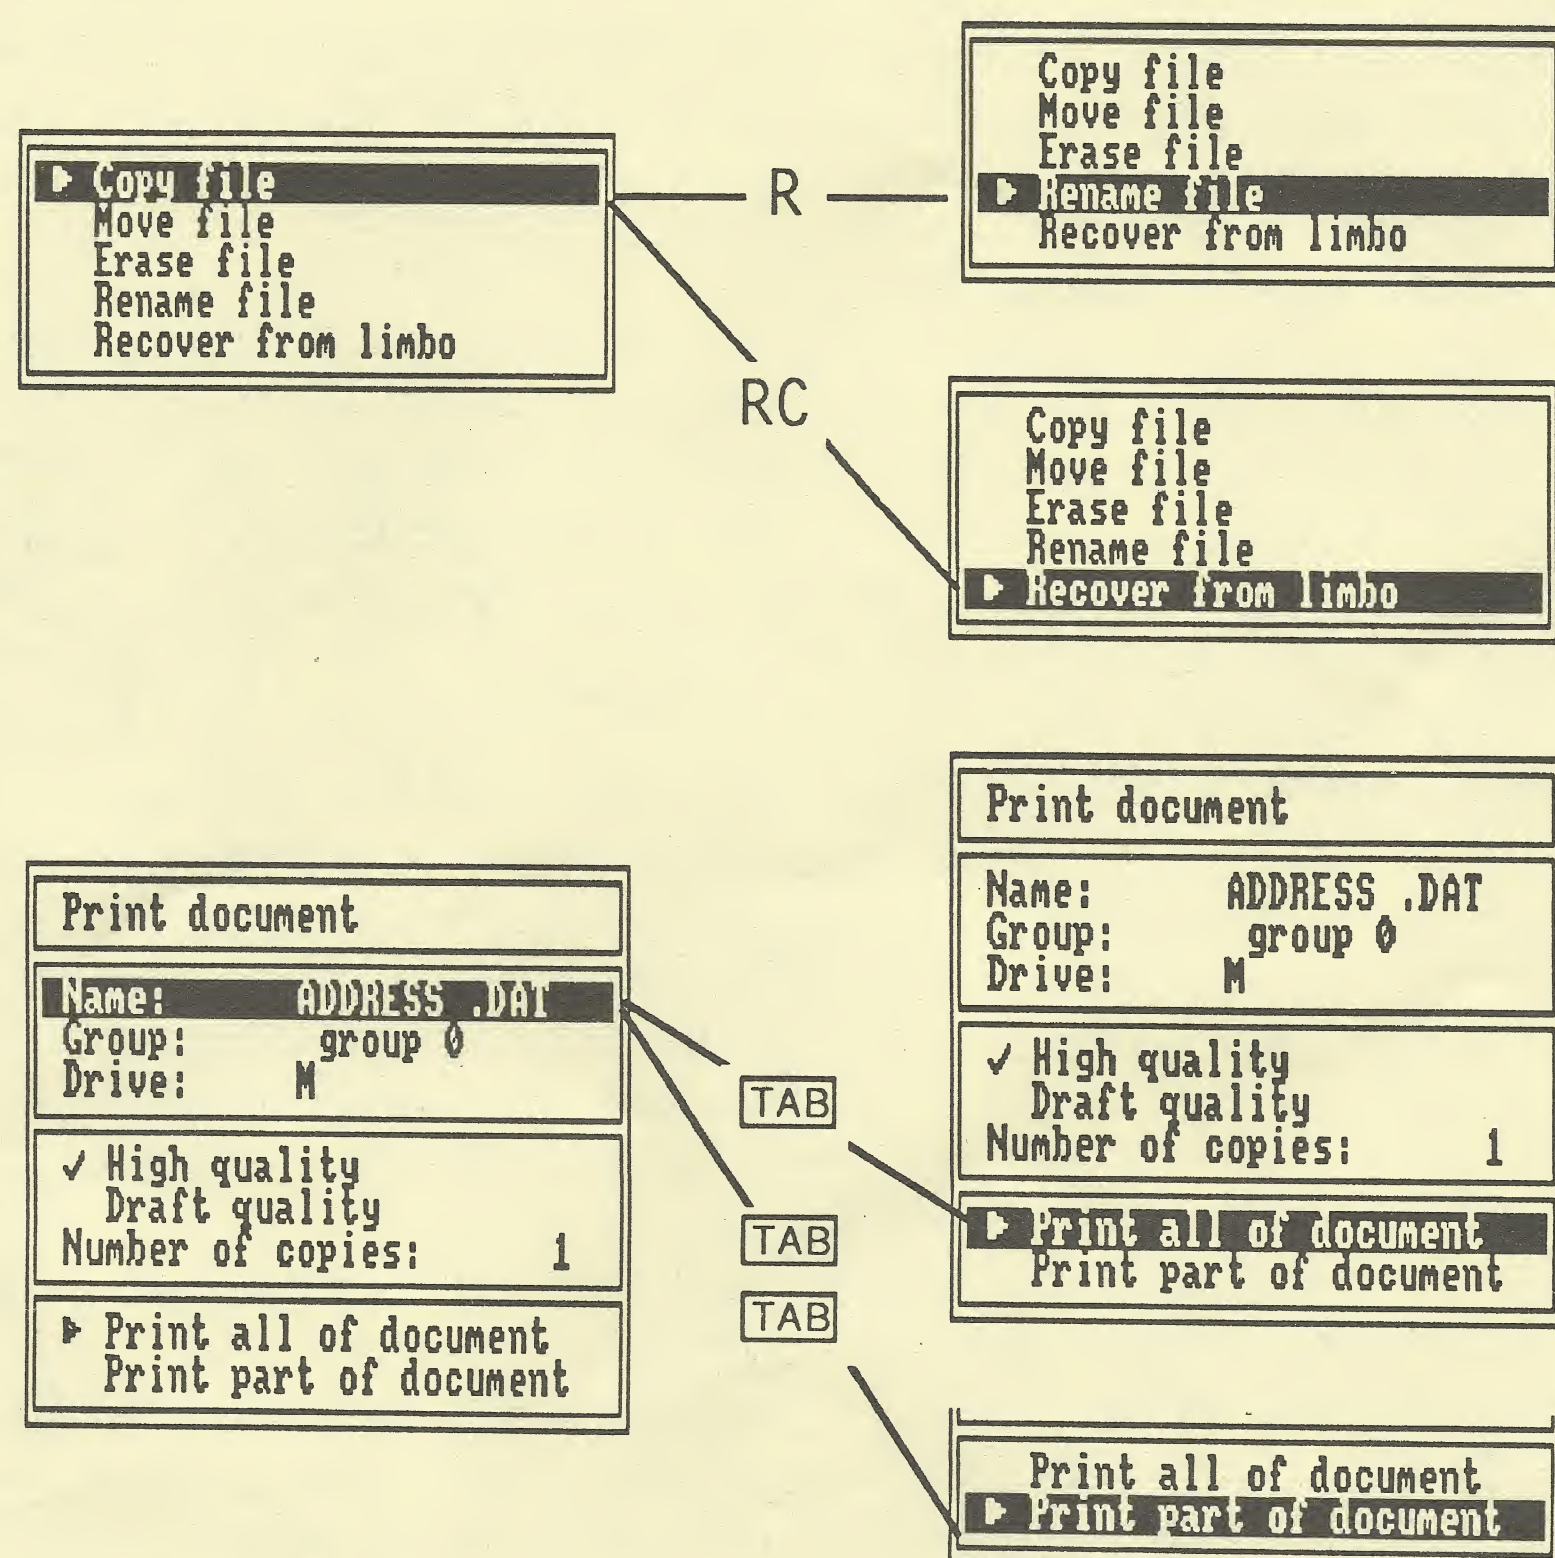 Copy file
Move file
Erase file
Rename file
Recover from limbo
R
Copy file
Move file
Erase file
Rename file
Recover from limbo
RC
Copy file
Move file
Erase file
Rename file
Recover from limbo
Print document
Name: ADDRESS .DAT
Group: group 0
Drive: M
✓ High quality
Draft quality
Number of copies: 1
Print all of document
Print part of document
TAB
TAB
TAB
Print document
Name: ADDRESS .DAT
Group: group 0
Drive: M
✓ High quality
Draft quality
Number of copies: 1
Print all of document
Print part of document
Print all of document
Print part of document